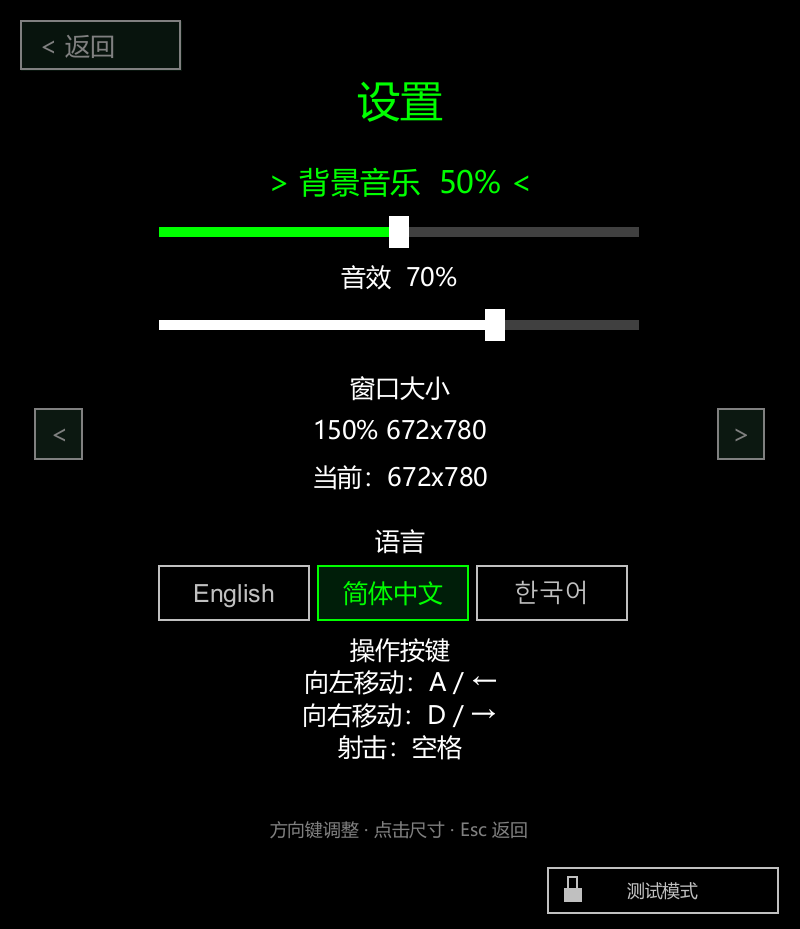 < 返回
设置
> 背景音乐 50% <
音效 70%
窗口大小
150% 672x780
< >
当前：672x780
语言
English 简体中文 한국어
操作按键
向左移动：A / ←
向右移动：D / →
射击：空格
方向键调整 · 点击尺寸 · Esc 返回
测试模式